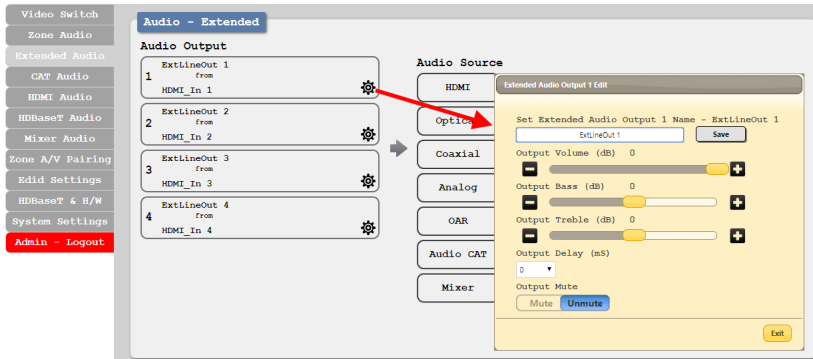 Video Switch
Zone Audio
Extended Audio
CAT Audio
HDMI Audio
HDBaseT Audio
Mixer Audio
Zone A/V Pairing
Edid Settings
HDBaseT & H/W
System Settings
Admin - Logout
Audio - Extended
Audio Output
1 ExtLineOut 1
from
HDMI_In 1
2 ExtLineOut 2
from
HDMI_In 2
3 ExtLineOut 3
from
HDMI_In 3
4 ExtLineOut 4
from
HDMI_In 4
Audio Source
HDMI
Optical
Coaxial
Analog
OAR
Audio CAT
Mixer
Extended Audio Output 1 Edit
Set Extended Audio Output 1 Name - ExtLineOut 1
ExtLineOut 1 Save
Output Volume (dB) 0
Output Bass (dB) 0
Output Treble (dB) 0
Output Delay (mS)
0
Output Mute
Mute Unmute
Exit